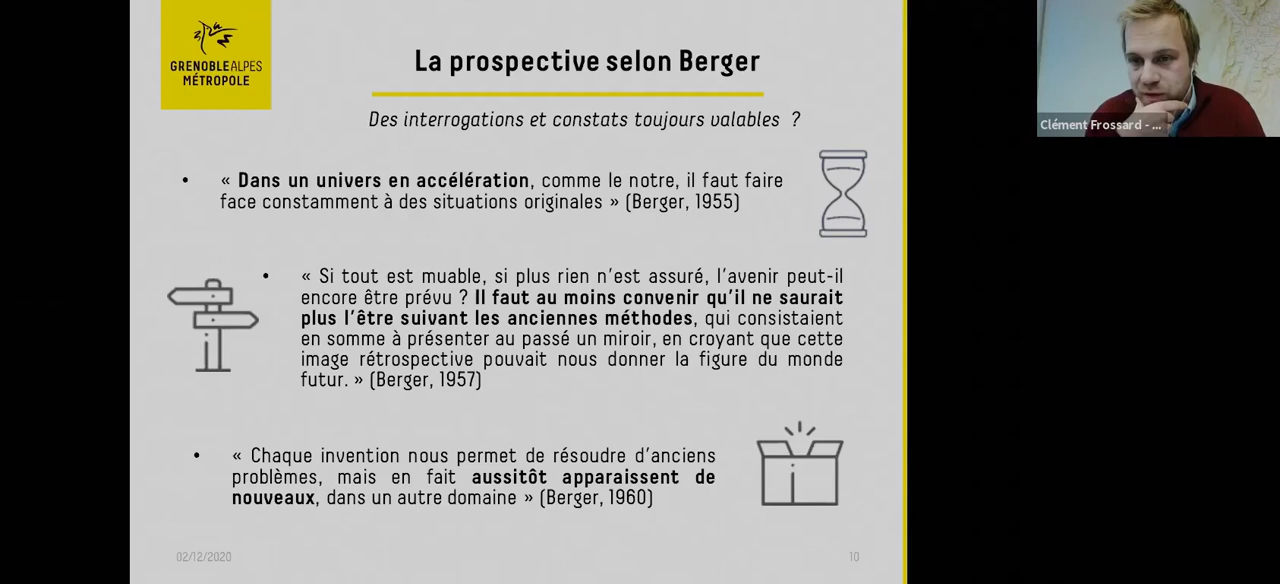 GRENOBLEALPES
MÉTROPOLE
La prospective selon Berger
Des interrogations et constats toujours valables ?
• « Dans un univers en accélération, comme le notre, il faut faire
face constamment à des situations originales » (Berger, 1955)
• « Si tout est muable, si plus rien n'est assuré, l'avenir peut-il
encore être prévu ? Il faut au moins convenir qu'il ne saurait
plus l'être suivant les anciennes méthodes, qui consistaient
en somme à présenter au passé un miroir, en croyant que cette
image rétrospective pouvait nous donner la figure du monde
futur. » (Berger, 1957)
• « Chaque invention nous permet de résoudre d'anciens
problèmes, mais en fait aussitôt apparaissent de
nouveaux, dans un autre domaine » (Berger, 1960)
02/12/2020
10
Clément Frossard - ...